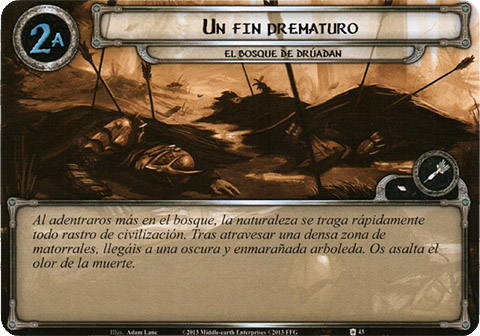 2A
Un fin prematuro
El bosque de Drúadan
Al adentraros más en el bosque, la naturaleza se traga rápidamente
todo rastro de civilización. Tras atravesar una densa zona de
matorrales, llegáis a una oscura y enmarañada arboleda. Os asalta el
olor de la muerte.
Illus. Adam Lane ©2013 Middle-earth Enterprises ©2013 FFG 43